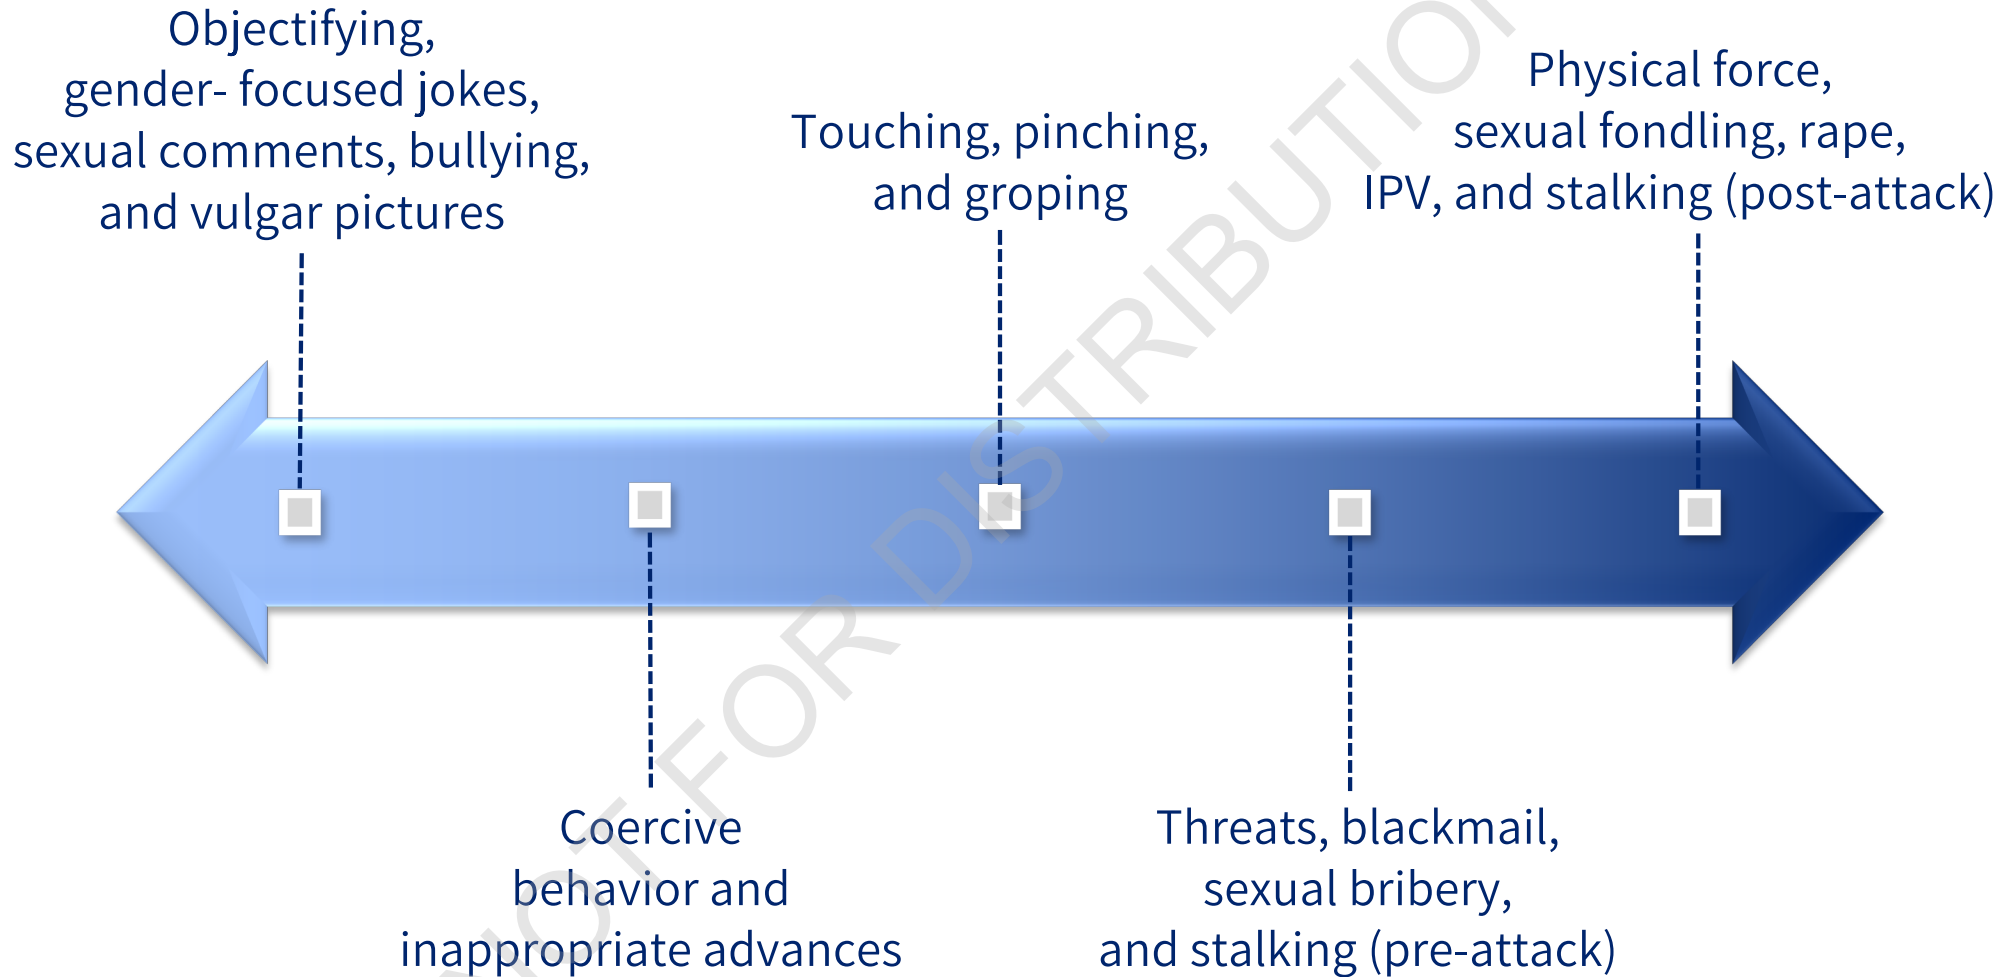 Objectifying,
gender- focused jokes,
sexual comments, bullying,
and vulgar pictures
Coercive
behavior and
inappropriate advances
Touching, pinching,
and groping
Threats, blackmail,
sexual bribery,
and stalking (pre-attack)
Physical force,
sexual fondling, rape,
IPV, and stalking (post-attack)
NOT FOR DISTRIBUTION